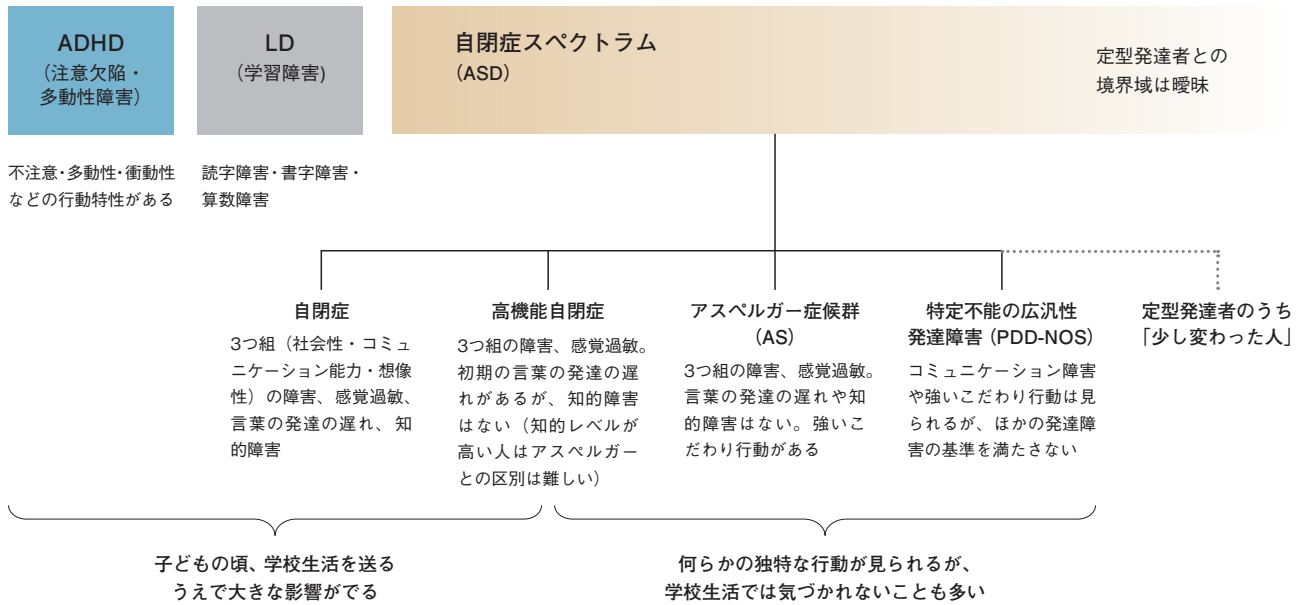 ADHD
（注意欠陥・
多動性障害）
LD
（学習障害)
自閉症スペクトラム
（ASD）
定型発達者との
境界域は曖昧
不注意・多動性・衝動性
などの行動特性がある
読字障害・書字障害・
算数障害
自閉症
3つ組（社会性・コミュ
ニケーション能力・想像
性）の障害、感覚過敏、
言葉の発達の遅れ、知
的障害
高機能自閉症
3つ組の障害、感覚過敏。
初期の言葉の発達の遅
れがあるが、知的障害
はない（知的レベルが
高い人はアスペルガー
との区別は難しい）
アスペルガー症候群
（AS）
3つ組の障害、感覚過敏。
言葉の発達の遅れや知
的障害はない。強いこ
だわり行動がある
特定不能の広汎性
発達障害（PDD-NOS）
コミュニケーション障害
や強いこだわり行動は見
られるが、ほかの発達障
害の基準を満たさない
定型発達者のうち
「少し変わった人」
子どもの頃、学校生活を送る
うえで大きな影響がでる
何らかの独特な行動が見られるが、
学校生活では気づかれないことも多い